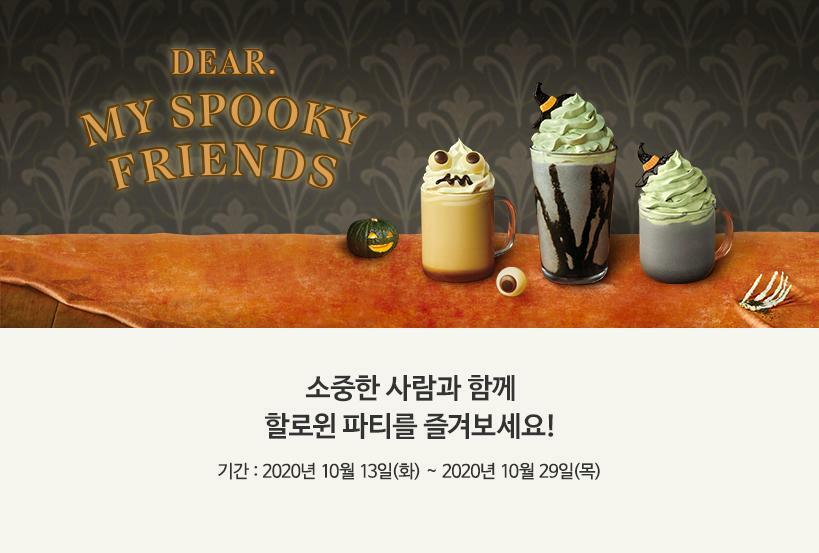 DEAR.
MY SPOOKY
FRIENDS
소중한 사람과 함께
할로윈 파티를 즐겨보세요!
기간 : 2020년 10월 13일(화) ~ 2020년 10월 29일(목)